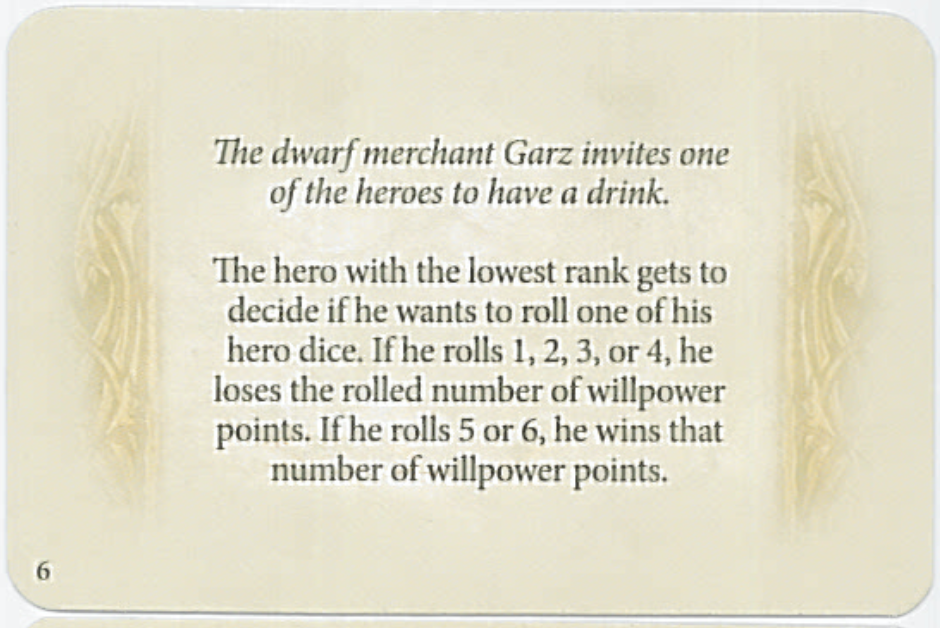 The dwarf merchant Garz invites one
of the heroes to have a drink.
The hero with the lowest rank gets to
decide if he wants to roll one of his
hero dice. If he rolls 1, 2, 3, or 4, he
loses the rolled number of willpower
points. If he rolls 5 or 6, he wins that
number of willpower points.
6